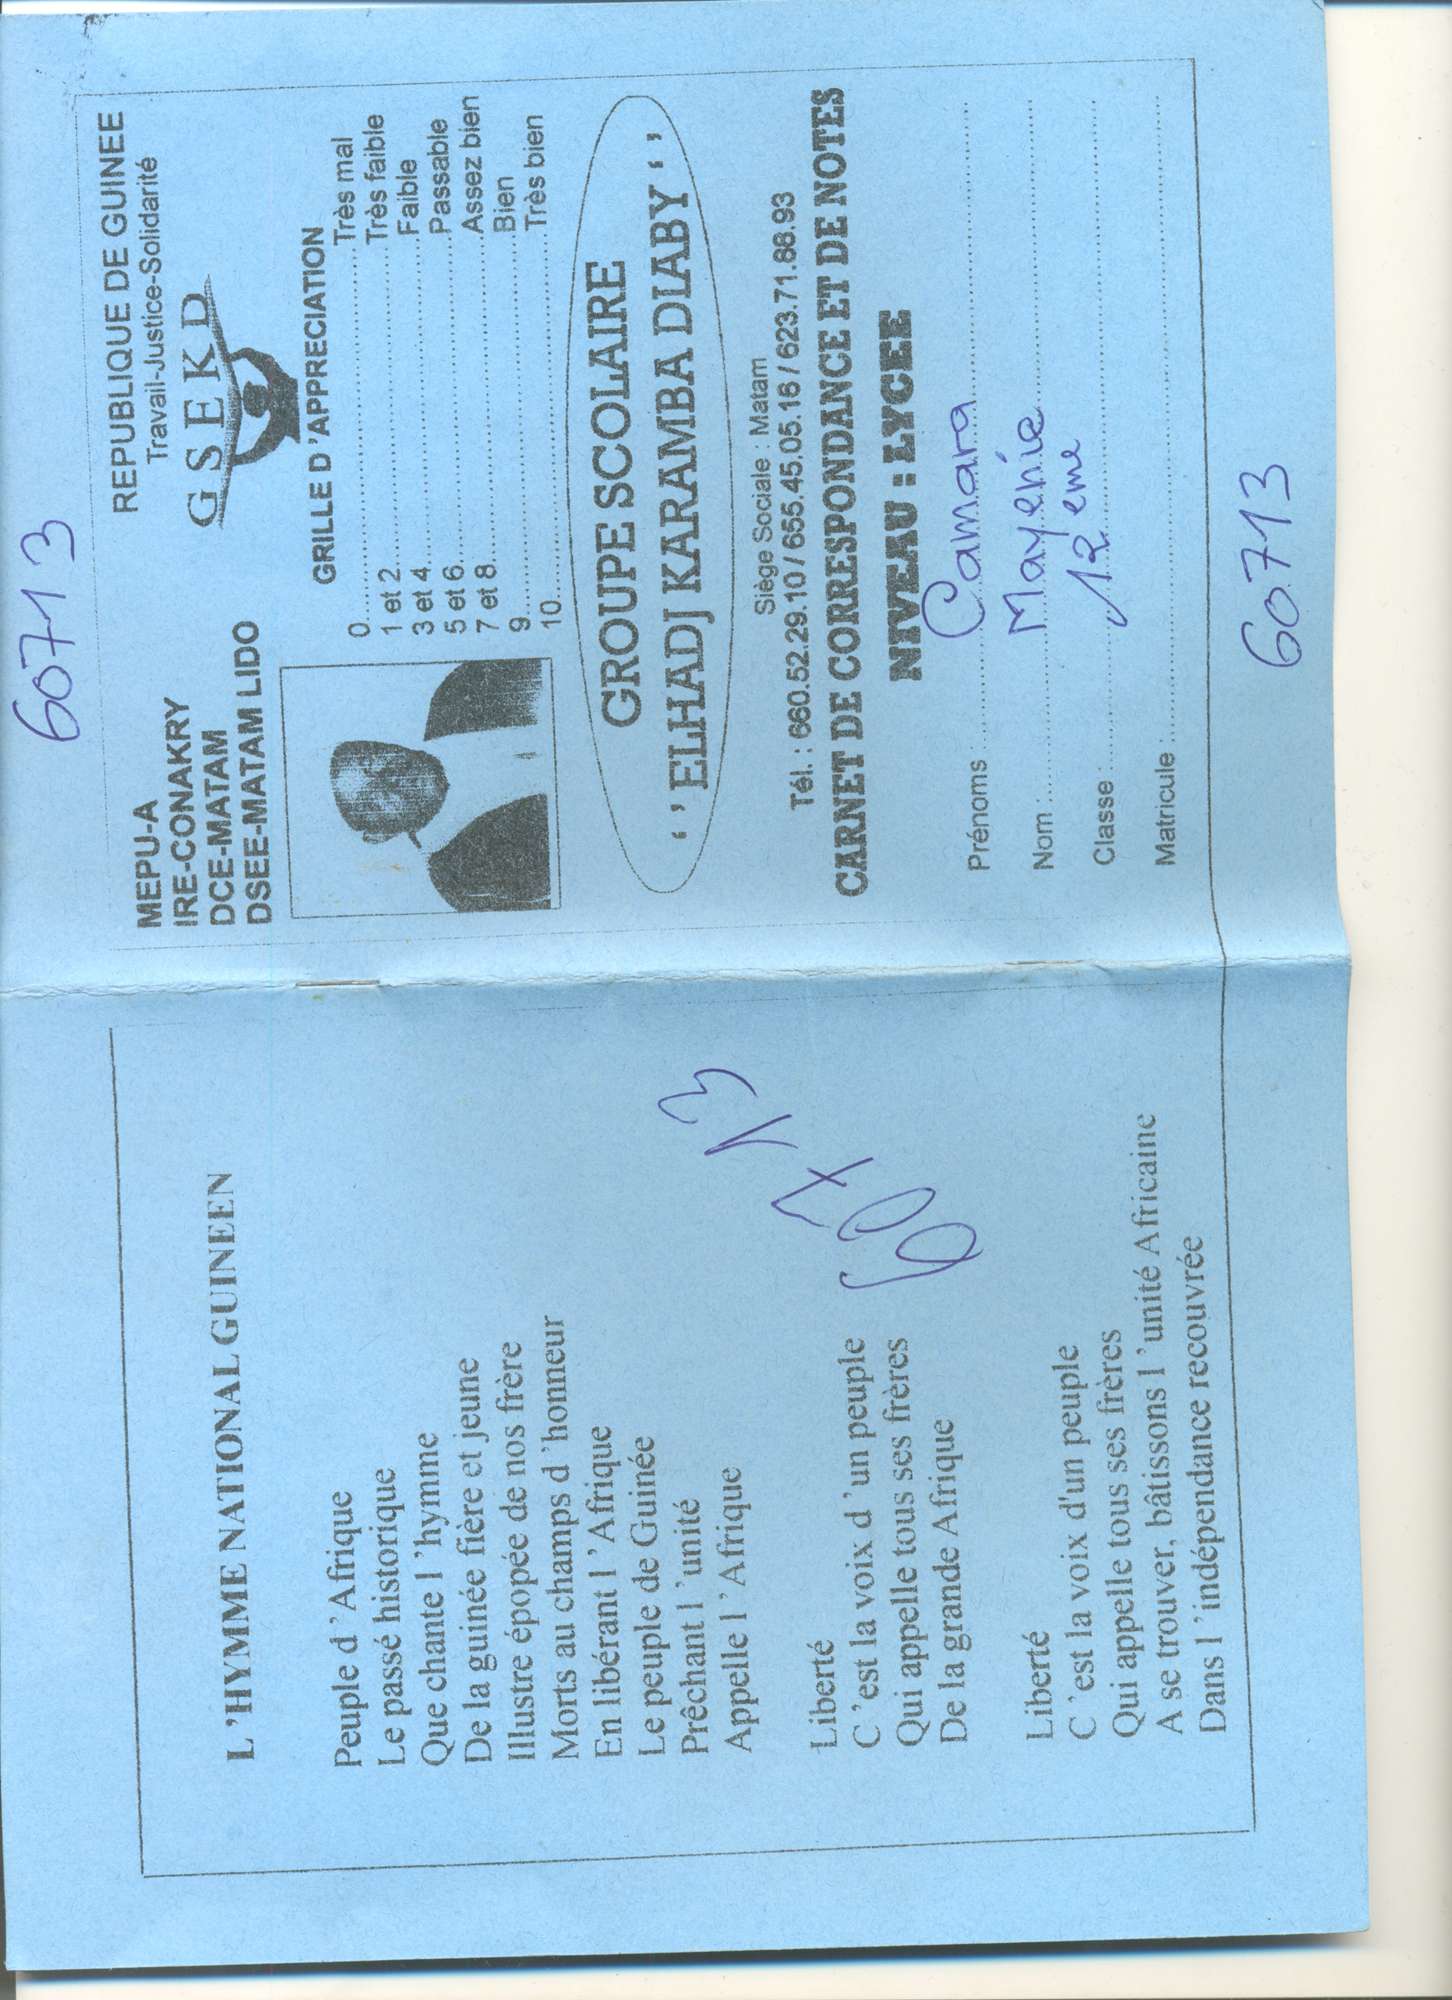 L'HYMNE NATIONAL GUINEEN
Peuple d'Afrique
Le passé historique
Que chante l'hymne
De la guinée fière et jeune
Illustre épopée de nos frère
Morts au champs d'honneur
En libérant l'Afrique
Le peuple de Guinée
Prêchant l'unité
Appelle l'Afrique
Liberté
C'est la voix d'un peuple
Qui appelle tous ses frères
De la grande Afrique
Liberté
C'est la voix d'un peuple
Qui appelle tous ses frères
A se trouver, bâtissons l'unité Africaine
Dans l'indépendance recouvrée
60713
60713
MEPU-A
IRE-CONAKRY
DCE-MATAM
DSEE-MATAM LIDO
REPUBLIQUE DE GUINEE
Travail-Justice-Solidarité
GSEKD
GRILLE D'APPRECIATION
0..........Très mal
1 et 2..........Très faible
3 et 4..........Faible
5 et 6..........Passable
7 et 8..........Assez bien
9..........Bien
10..........Très bien
GROUPE SCOLAIRE
‘’ELHADJ KARAMBA DIABY‘’
Siège Sociale : Matam
Tél. : 660.52.29.10 / 655.45.05.16 / 623.71.88.93
CARNET DE CORRESPONDANCE ET DE NOTES
NIVEAU : LYCEE
Prénoms : Camara
Nom : Mayenie
Classe : 12eme
Matricule :
60713